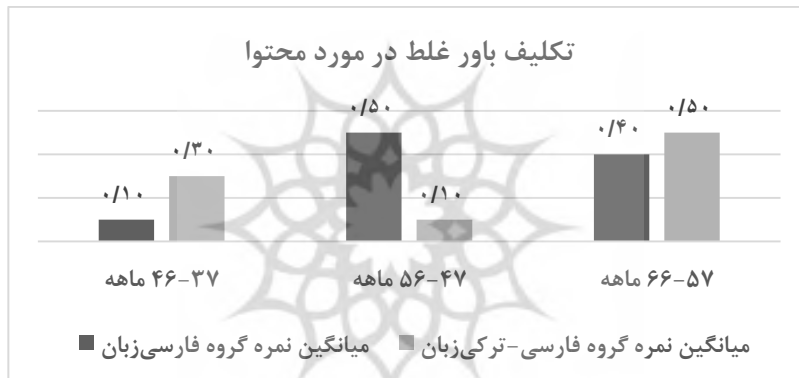 تکلیف باور غلط در مورد محتوا
۰/۱۰
۰/۳۰
۰/۵۰
۰/۱۰
۰/۴۰
۰/۵۰
۳۷-۴۶ ماهه
۴۷-۵۶ ماهه
۵۷-۶۶ ماهه
میانگین نمره گروه فارسی‌زبان
میانگین نمره گروه فارسی-ترکی‌زبان